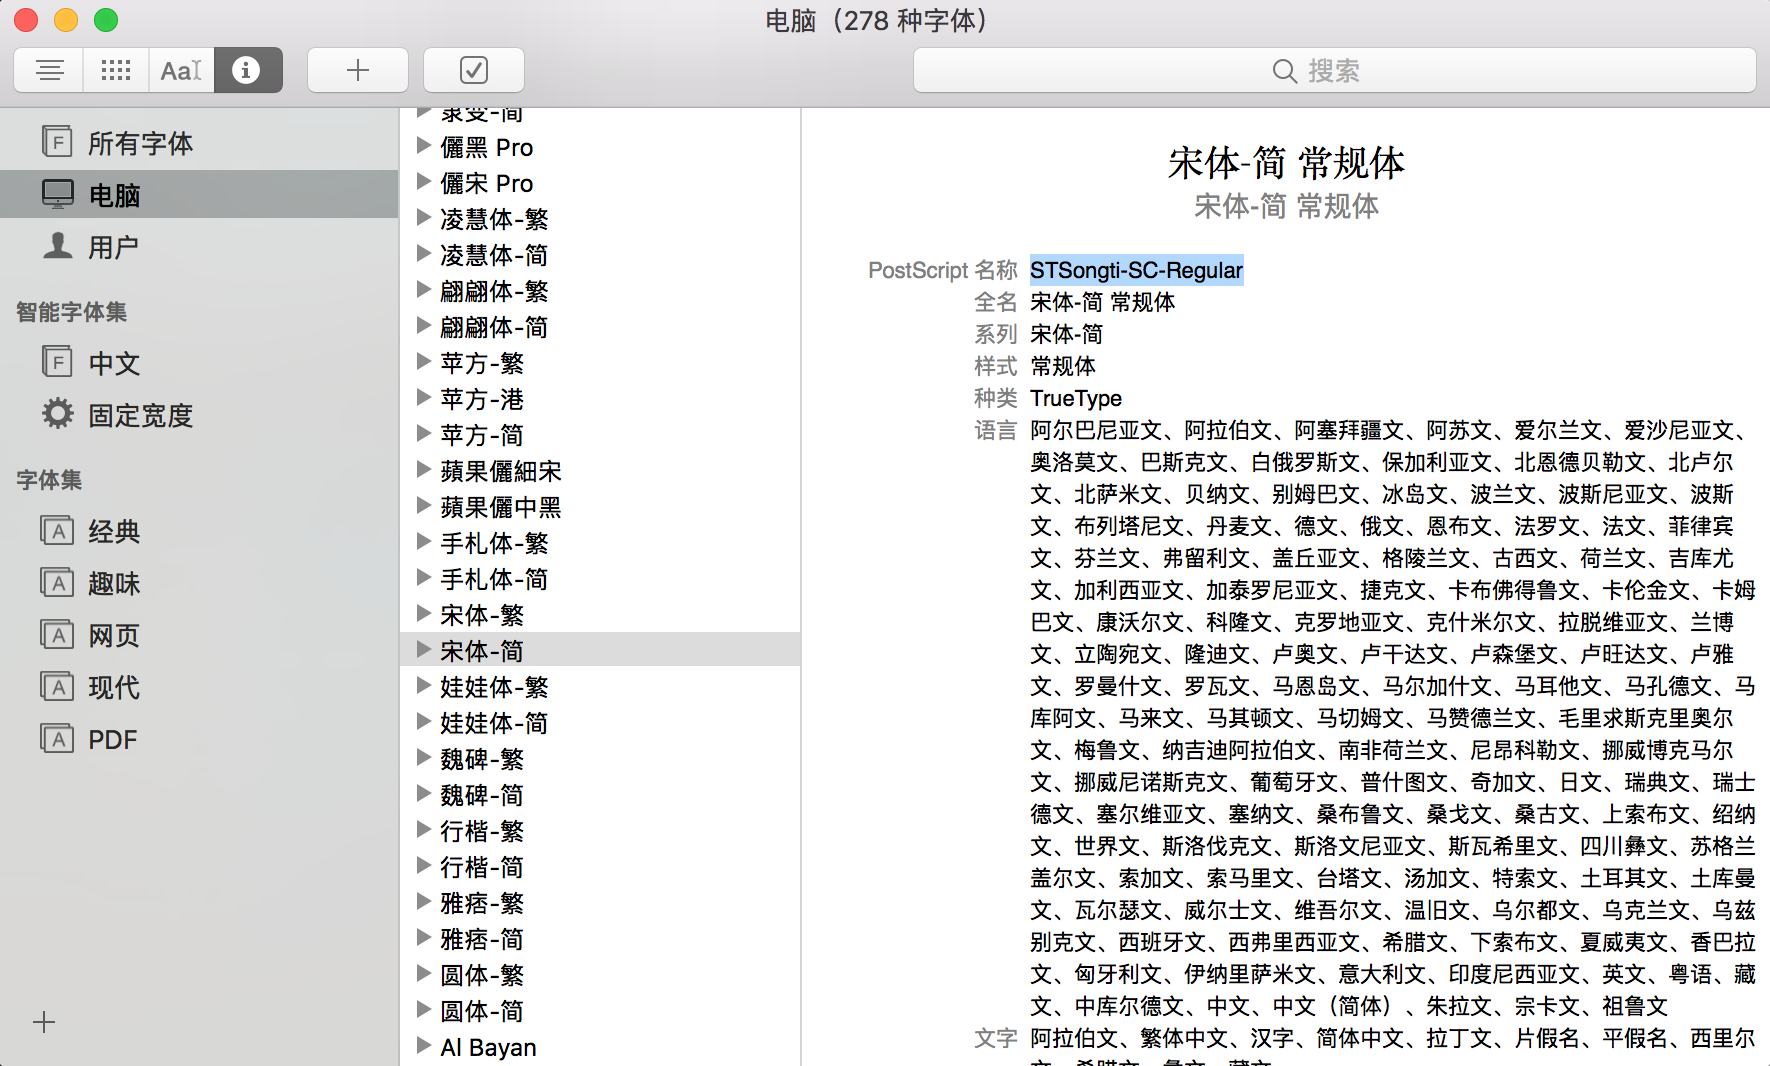 电脑（278 种字体）
Aa
搜索
所有字体
电脑
用户
智能字体集
中文
固定宽度
字体集
经典
趣味
网页
现代
PDF
隶变-简
儷黑 Pro
儷宋 Pro
凌慧体-繁
凌慧体-简
翩翩体-繁
翩翩体-简
苹方-繁
苹方-港
苹方-简
蘋果儷細宋
蘋果儷中黑
手札体-繁
手札体-简
宋体-繁
宋体-简
娃娃体-繁
娃娃体-简
魏碑-繁
魏碑-简
行楷-繁
行楷-简
雅痞-繁
雅痞-简
圆体-繁
圆体-简
Al Bayan
宋体-简 常规体
宋体-简 常规体
PostScript 名称 STSongti-SC-Regular
全名 宋体-简 常规体
系列 宋体-简
样式 常规体
种类 TrueType
语言 阿尔巴尼亚文、阿拉伯文、阿塞拜疆文、阿苏文、爱尔兰文、爱沙尼亚文、
奥洛莫文、巴斯克文、白俄罗斯文、保加利亚文、北恩德贝勒文、北卢尔
文、北萨米文、贝纳文、别姆巴文、冰岛文、波兰文、波斯尼亚文、波斯
文、布列塔尼文、丹麦文、德文、俄文、恩布文、法罗文、法文、菲律宾
文、芬兰文、弗留利文、盖丘亚文、格陵兰文、古西文、荷兰文、吉库尤
文、加利西亚文、加泰罗尼亚文、捷克文、卡布佛得鲁文、卡伦金文、卡姆
巴文、康沃尔文、科隆文、克罗地亚文、克什米尔文、拉脱维亚文、兰博
文、立陶宛文、隆迪文、卢奥文、卢干达文、卢森堡文、卢旺达文、卢雅
文、罗曼什文、罗瓦文、马恩岛文、马尔加什文、马耳他文、马孔德文、马
库阿文、马来文、马其顿文、马切姆文、马赞德兰文、毛里求斯克里奥尔
文、梅鲁文、纳吉迪阿拉伯文、南非荷兰文、尼昂科勒文、挪威博克马尔
文、挪威尼诺斯克文、葡萄牙文、普什图文、奇加文、日文、瑞典文、瑞士
德文、塞尔维亚文、塞纳文、桑布鲁文、桑戈文、桑古文、上索布文、绍纳
文、世界文、斯洛伐克文、斯洛文尼亚文、斯瓦希里文、四川彝文、苏格兰
盖尔文、索加文、索马里文、台塔文、汤加文、特索文、土耳其文、土库曼
文、瓦尔瑟文、威尔士文、维吾尔文、温旧文、乌尔都文、乌克兰文、乌兹
别克文、西班牙文、西弗里西亚文、希腊文、下索布文、夏威夷文、香巴拉
文、匈牙利文、伊纳里萨米文、意大利文、印度尼西亚文、英文、粤语、藏
文、中库尔德文、中文、中文（简体）、朱拉文、宗卡文、祖鲁文
文字 阿拉伯文、繁体中文、汉字、简体中文、拉丁文、片假名、平假名、西里尔
文、希腊文、彝文、藏文